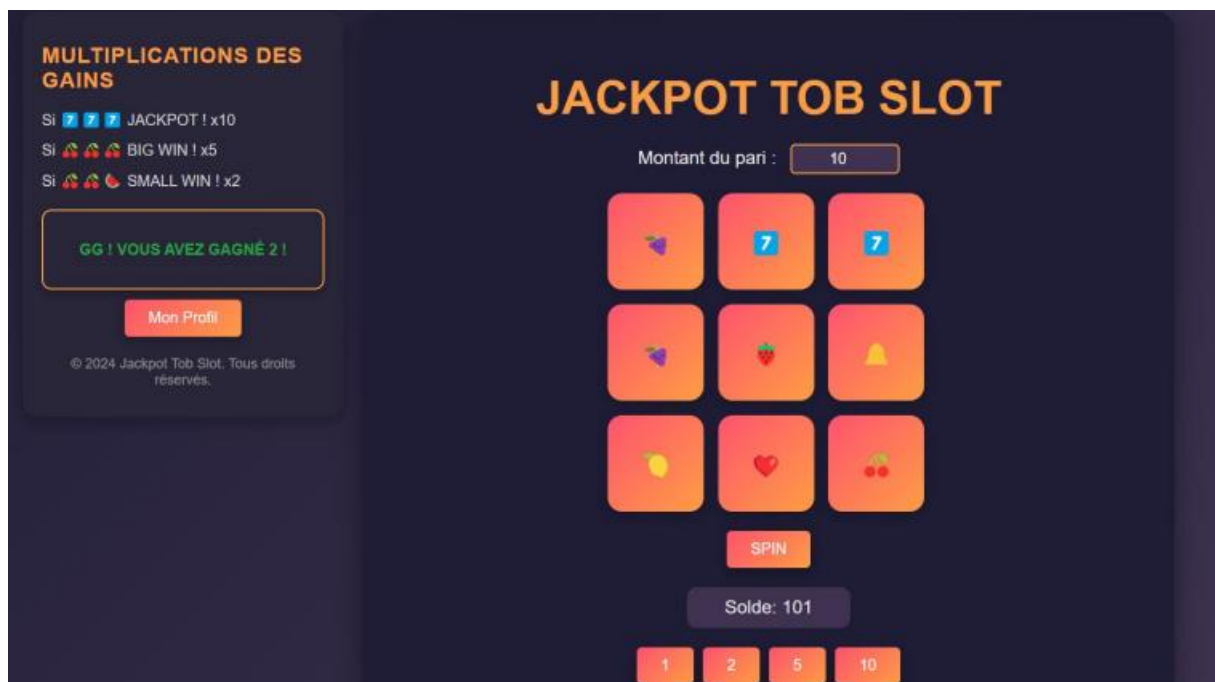 MULTIPLICATIONS DES
GAINS
Si 7 7 7 JACKPOT ! x10
Si 🍒 🍒 🍒 BIG WIN ! x5
Si 🍒 🍒 🍉 SMALL WIN ! x2
GG ! VOUS AVEZ GAGNÉ 2 !
Mon Profil
© 2024 Jackpot Tob Slot. Tous droits
réservés.
JACKPOT TOB SLOT
Montant du pari : 10
7 7
SPIN
Solde: 101
1 2 5 10